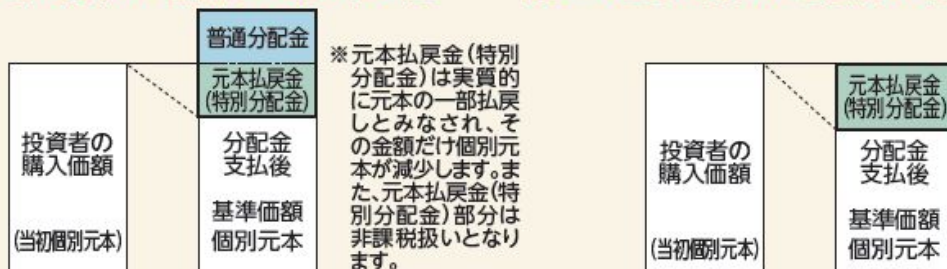 普通分配金
元本払戻金
(特別分配金)
投資者の
購入価額
(当初個別元本)
分配金
支払後
基準価額
個別元本
※元本払戻金(特別
分配金)は実質的
に元本の一部払戻
しとみなされ、そ
の金額だけ個別元
本が減少します。ま
た、元本払戻金(特
別分配金)部分は
非課税扱いとなり
ます。
投資者の
購入価額
(当初個別元本)
元本払戻金
(特別分配金)
分配金
支払後
基準価額
個別元本